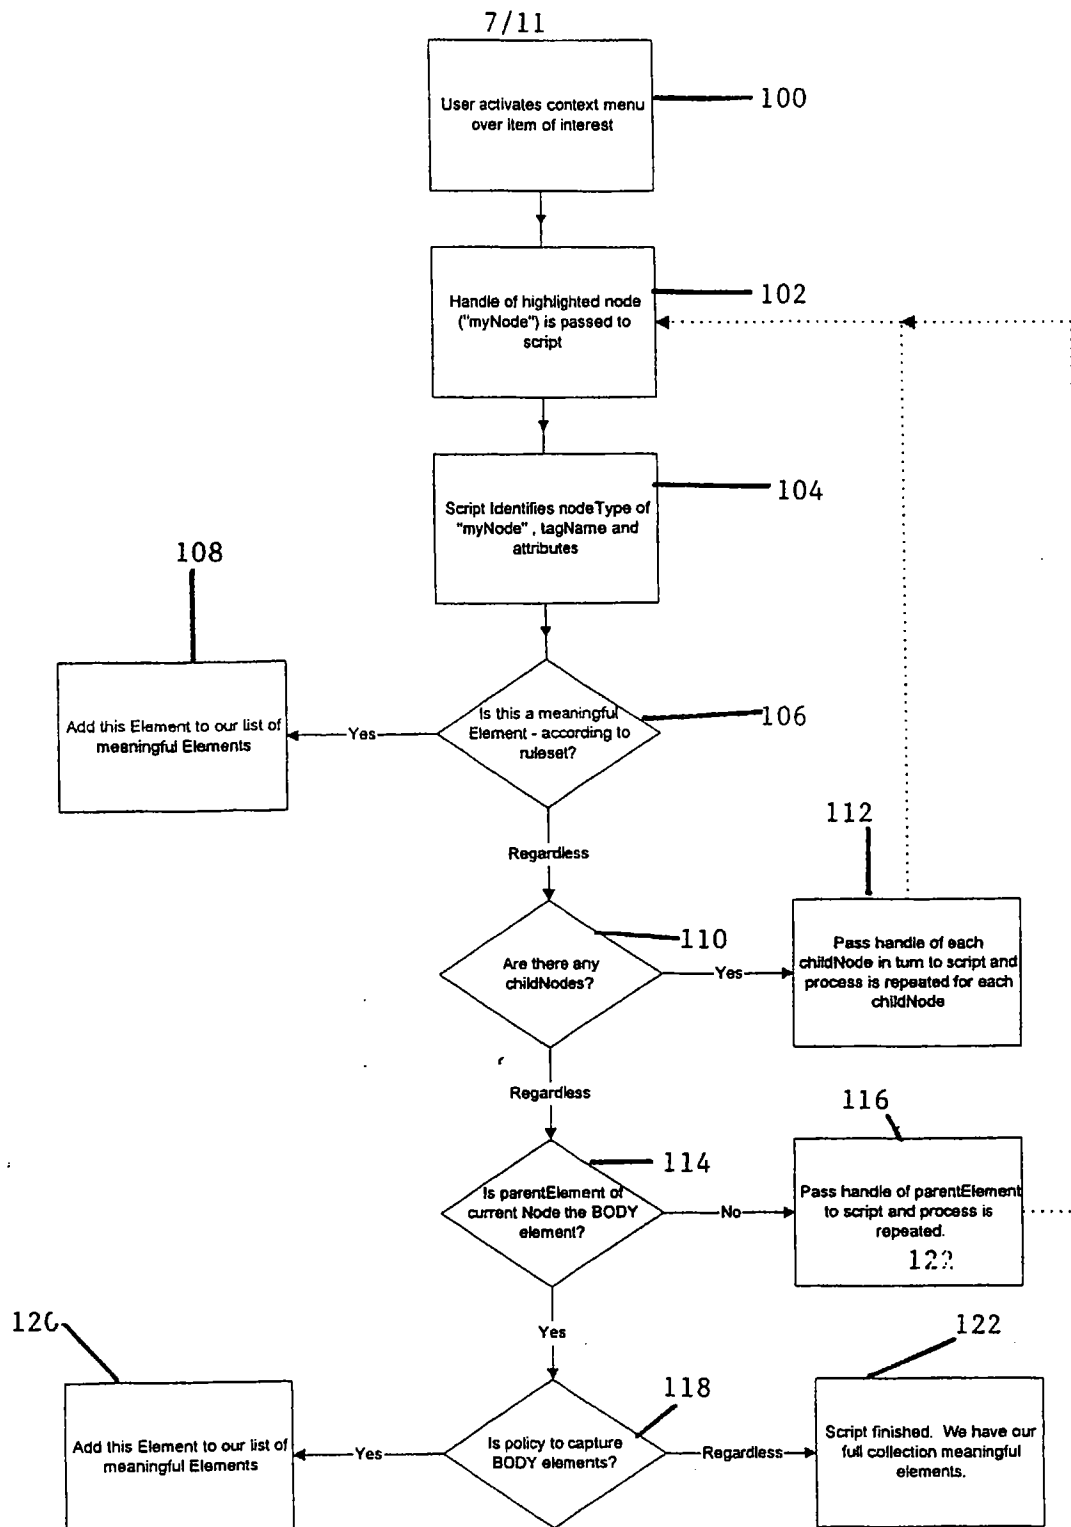 7/11
User activates context menu
over item of interest
100
Handle of highlighted node
("myNode") is passed to
script
102
Script Identifies nodeType of
"myNode" , tagName and
attributes
104
108
Add this Element to our list of
meaningful Elements
Yes
Is this a meaningful
Element - according to
ruleset?
106
Regardless
112
Are there any
childNodes?
110
Yes
Pass handle of each
childNode in turn to script and
process is repeated for each
childNode
Regardless
116
Is parentElement of
current Node the BODY
element?
114
No
Pass handle of parentElement
to script and process is
repeated.
122
Yes
120
Add this Element to our list of
meaningful Elements
Yes
Is policy to capture
BODY elements?
118
Regardless
122
Script finished. We have our
full collection meaningful
elements.